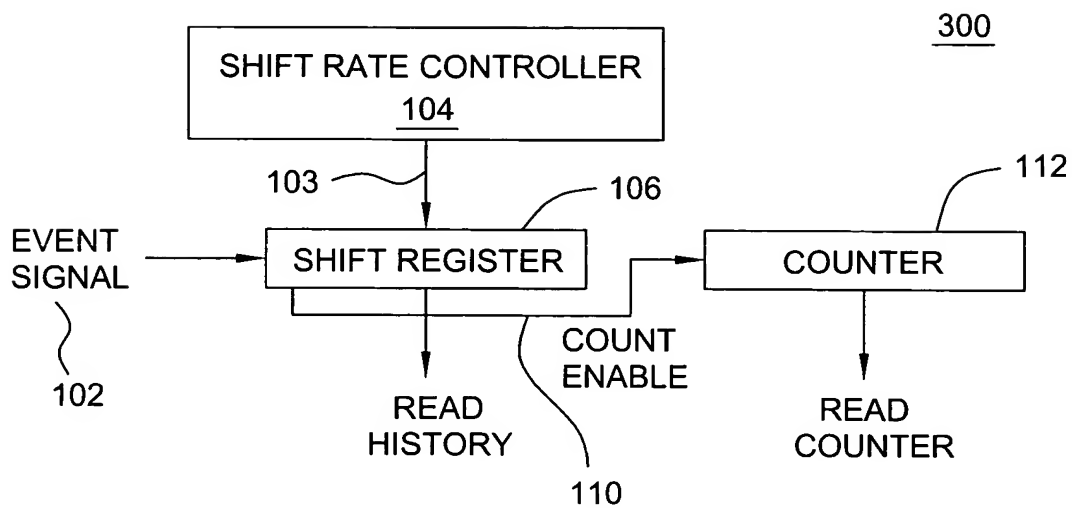 300
SHIFT RATE CONTROLLER
104
103
106
112
EVENT
SIGNAL
SHIFT REGISTER
COUNTER
102
COUNT
ENABLE
READ
HISTORY
READ
COUNTER
110